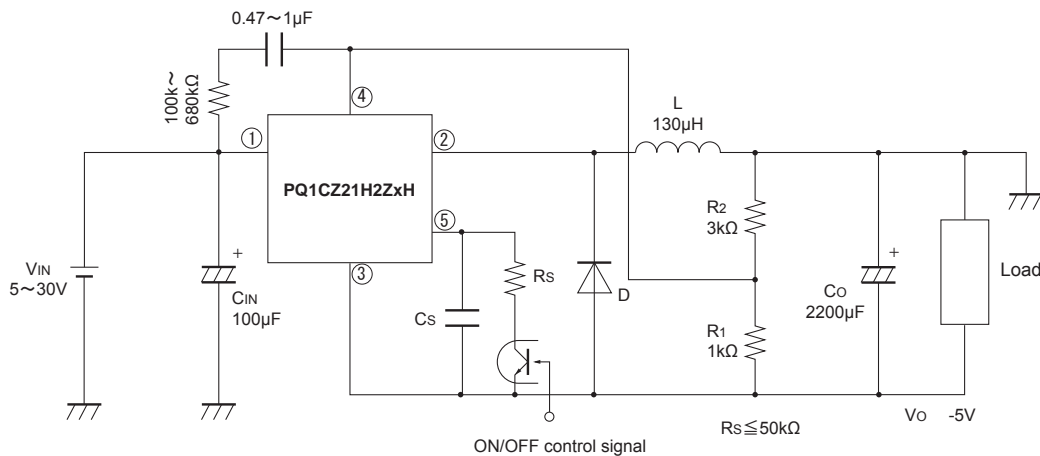 0.47～1μF
100k～
680kΩ
④
①
②
L
130μH
PQ1CZ21H2ZxH
⑤
③
R2
3kΩ
RS
VIN
5～30V
CIN
100μF
CS
D
CO
2200μF
Load
R1
1kΩ
VO -5V
RS≦50kΩ
ON/OFF control signal